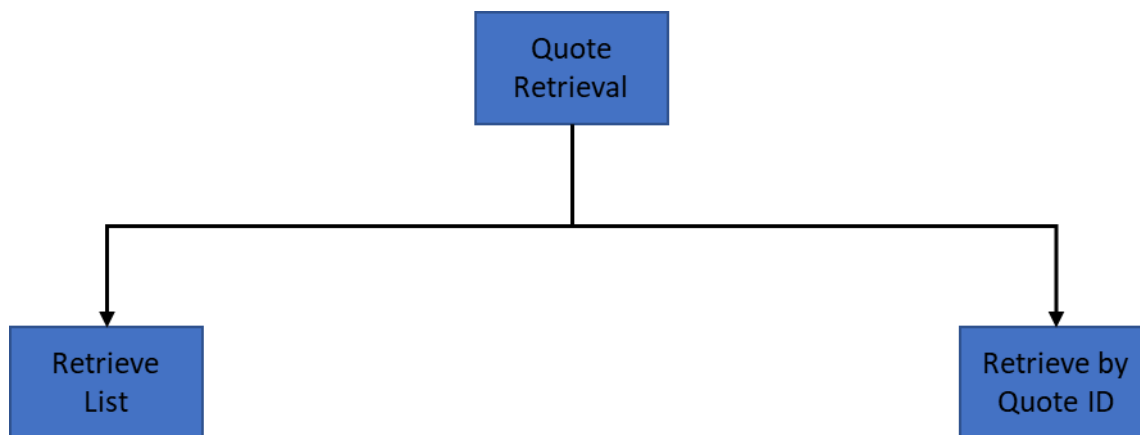 Quote
Retrieval
Retrieve
List
Retrieve by
Quote ID